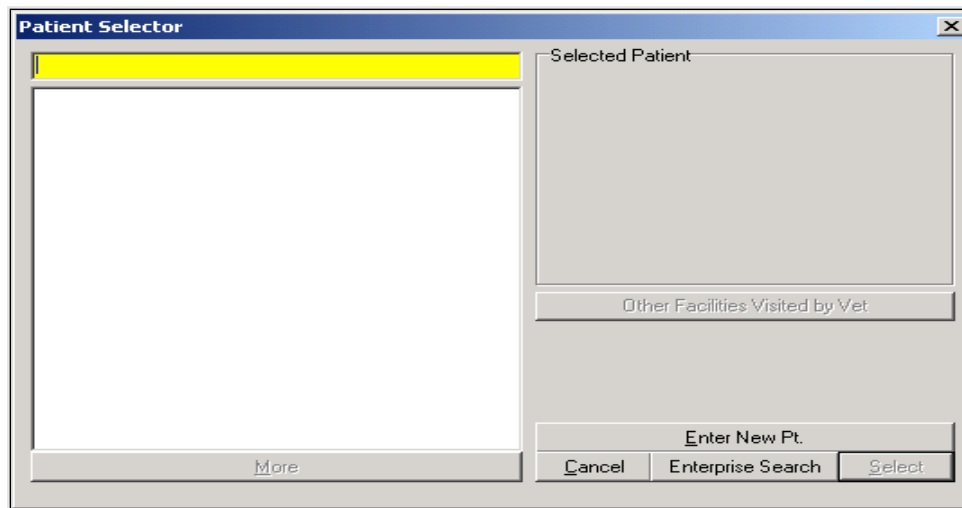 Patient Selector
Selected Patient
Other Facilities Visited by Vet
Enter New Pt.
More
Cancel
Enterprise Search
Select